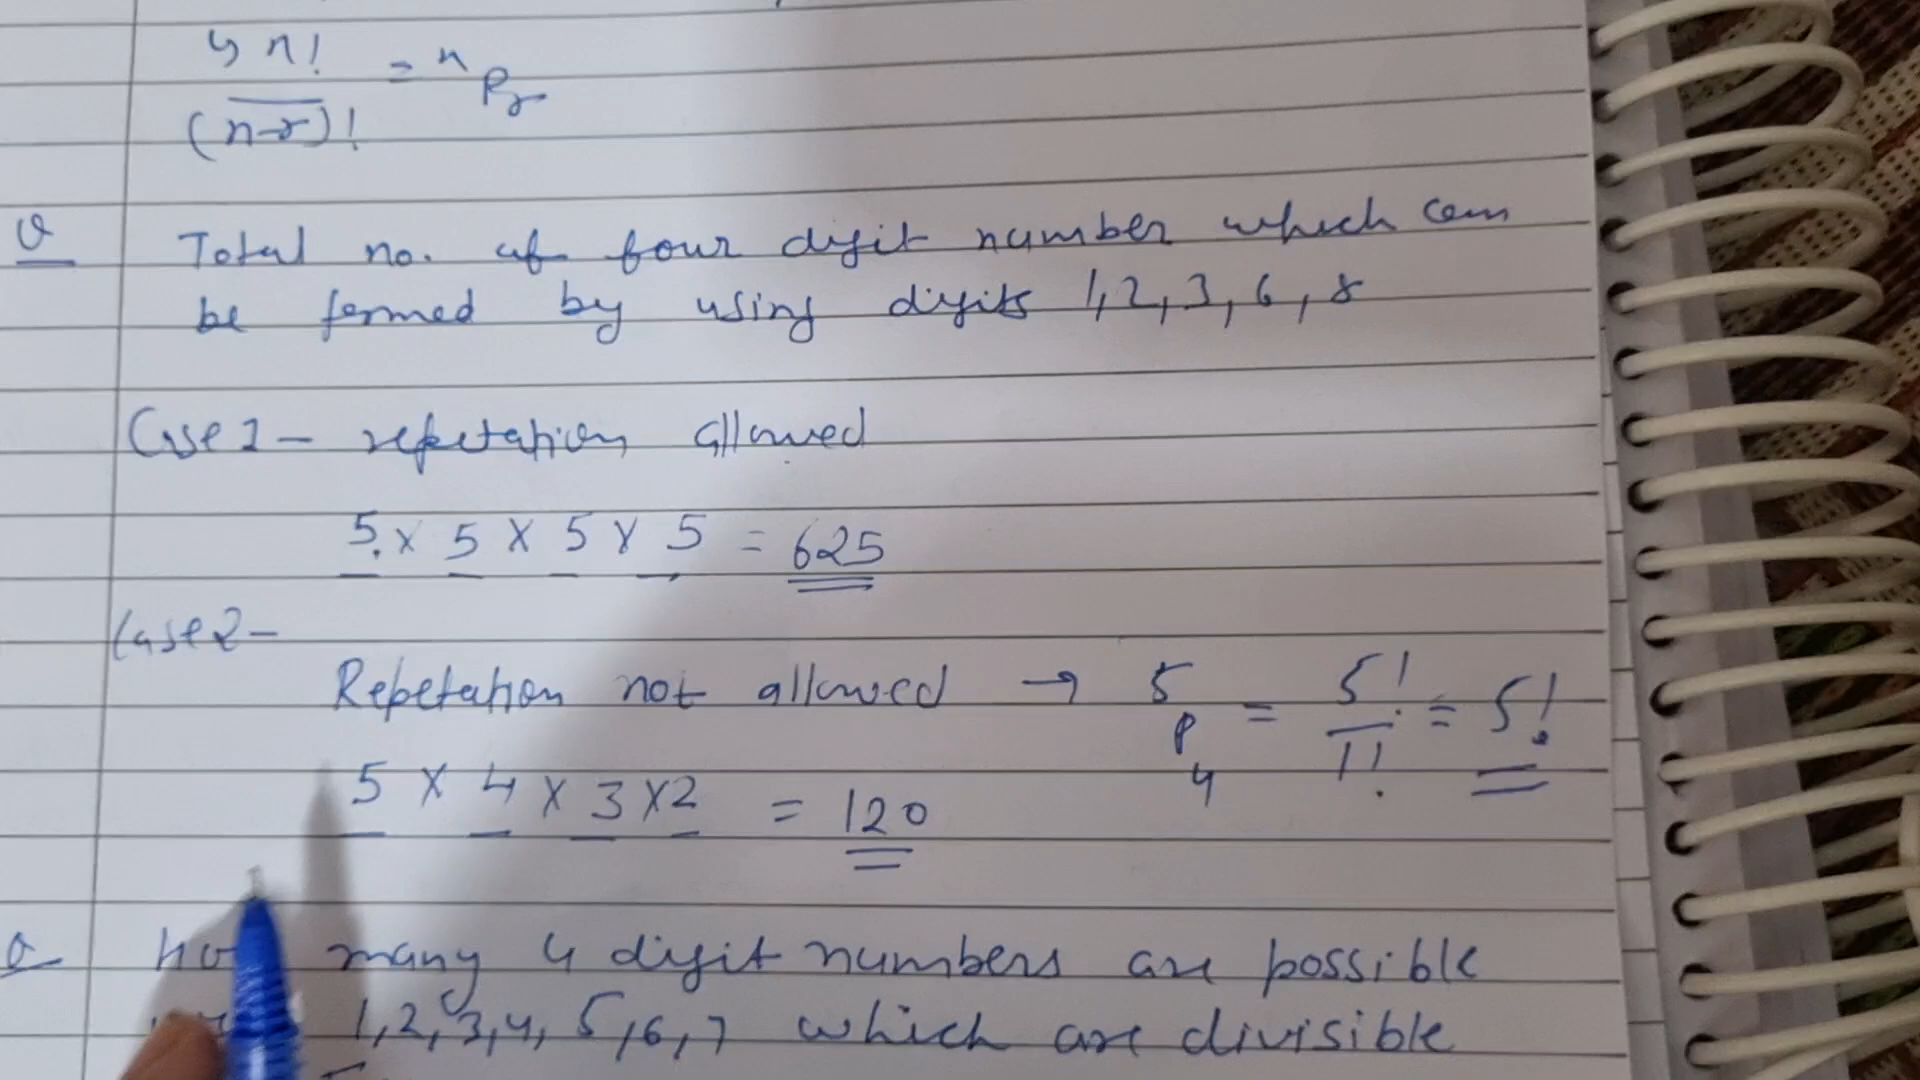 ↳ n!
(n-r)! = nPr
Q Total no. of four digit number which can
be formed by using digits 1,2,3,6,8
Case 1 - repetation allowed
5 x 5 x 5 x 5 = 625
Case 2 -
Repetation not allowed → 5P4 = 5!/1! = 5!
5 x 4 x 3 x 2 = 120
Q many 4 digit numbers are possible
1,2,3,4,5,6,7 which are divisible